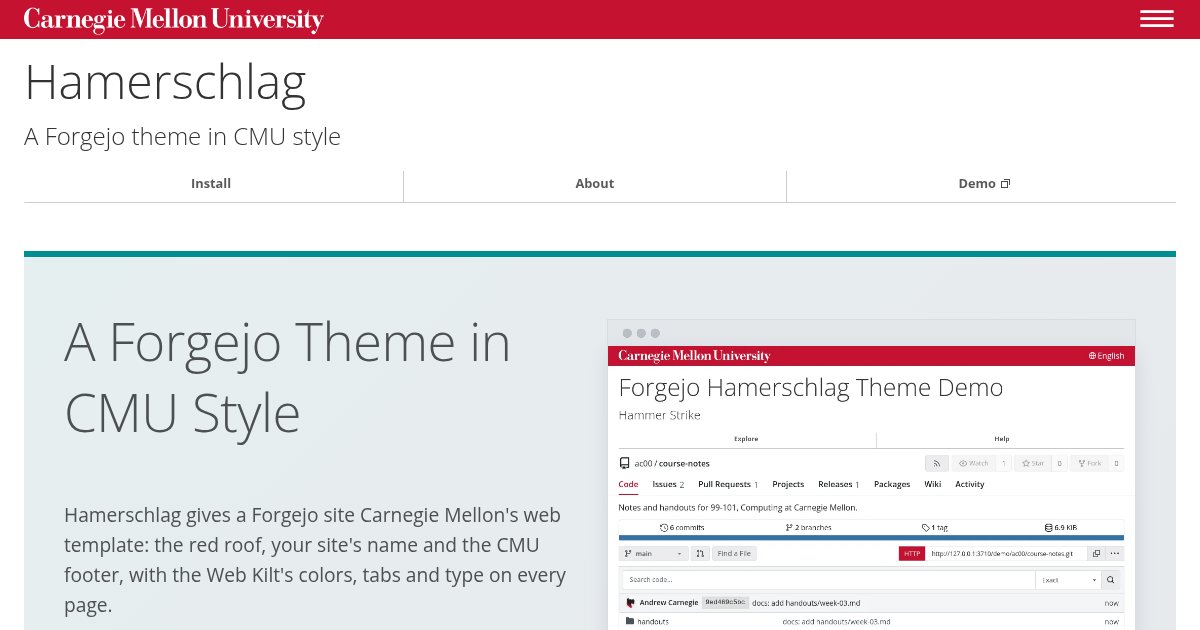 Carnegie Mellon University
Hamerschlag
A Forgejo theme in CMU style
Install
About
Demo
A Forgejo Theme in
CMU Style
Hamerschlag gives a Forgejo site Carnegie Mellon's web
template: the red roof, your site's name and the CMU
footer, with the Web Kilt's colors, tabs and type on every
page.
Carnegie Mellon University
English
Forgejo Hamerschlag Theme Demo
Hammer Strike
Explore
Help
ac00 / course-notes
Watch 1
Star 0
Fork 0
Code
Issues 2
Pull Requests 1
Projects
Releases 1
Packages
Wiki
Activity
Notes and handouts for 99-101, Computing at Carnegie Mellon.
6 commits
2 branches
1 tag
6.9 KiB
main
Find a File
HTTP
http://127.0.0.1:3710/demo/ac00/course-notes.git
Search code...
Exact
Andrew Carnegie 9ed469c5bc docs: add handouts/week-03.md now
handouts docs: add handouts/week-03.md now